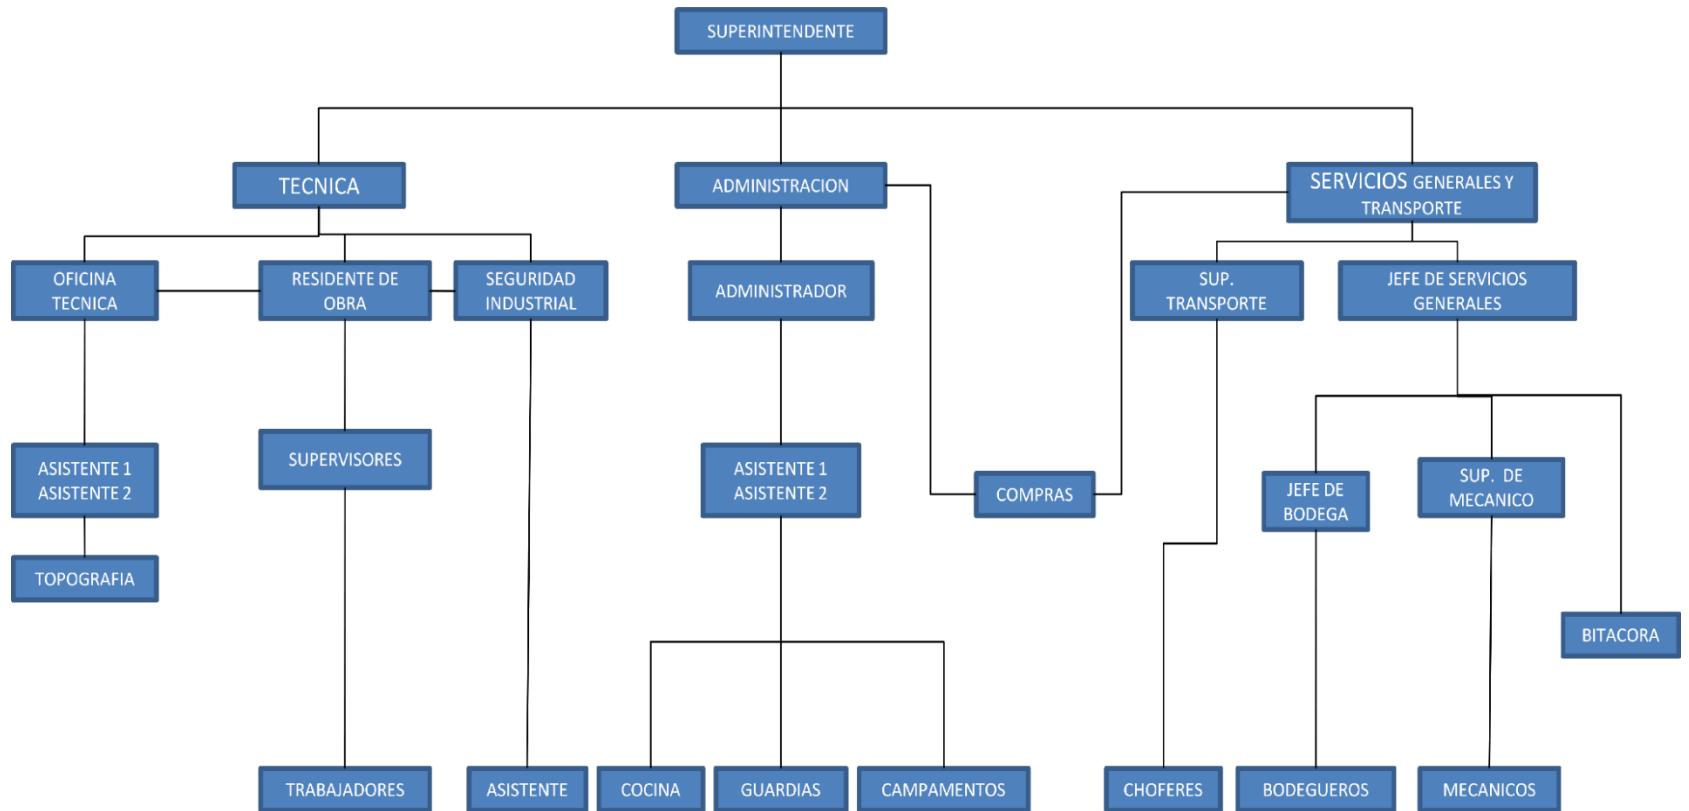 SUPERINTENDENTE
TECNICA
ADMINISTRACION
SERVICIOS GENERALES Y
TRANSPORTE
OFICINA
TECNICA
RESIDENTE DE
OBRA
SEGURIDAD
INDUSTRIAL
ADMINISTRADOR
SUP.
TRANSPORTE
JEFE DE SERVICIOS
GENERALES
ASISTENTE 1
ASISTENTE 2
SUPERVISORES
ASISTENTE 1
ASISTENTE 2
COMPRAS
JEFE DE
BODEGA
SUP. DE
MECANICO
TOPOGRAFIA
BITACORA
TRABAJADORES
ASISTENTE
COCINA
GUARDIAS
CAMPAMENTOS
CHOFERES
BODEGUEROS
MECANICOS